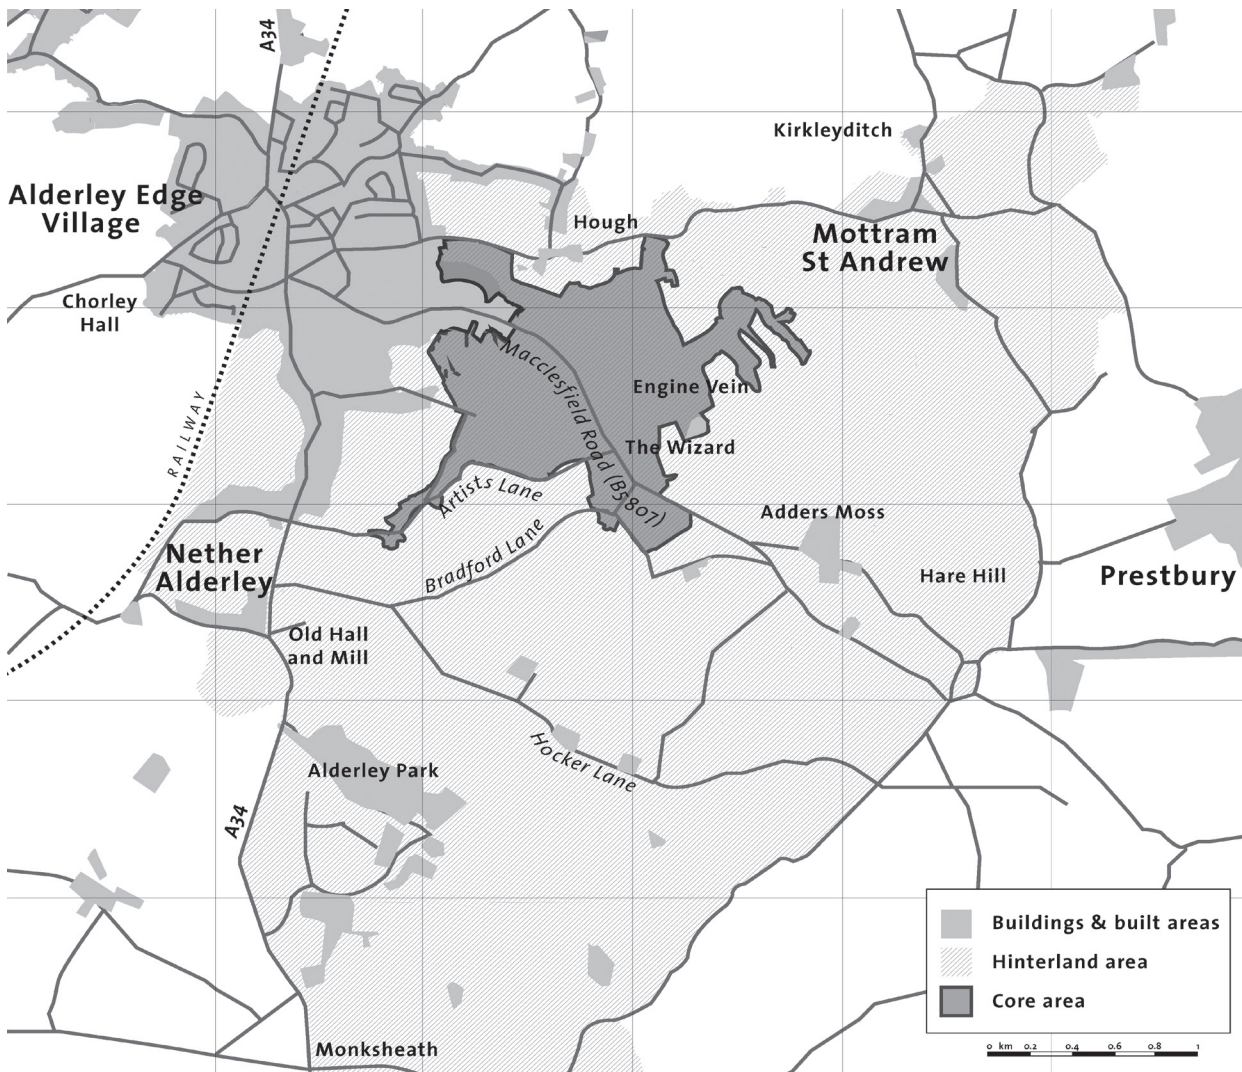 A34
Kirkleyditch
Alderley Edge
Village
Hough
Mottram
St Andrew
Chorley
Hall
Macclesfield Road (B5807)
Engine Vein
RAILWAY
The Wizard
Artists Lane
Adders Moss
Bradford Lane
Nether
Alderley
Hare Hill
Prestbury
Old Hall
and Mill
Hocker Lane
Alderley Park
A34
Buildings & built areas
Hinterland area
Core area
Monksheath
0 km 0.2 0.4 0.6 0.8 1